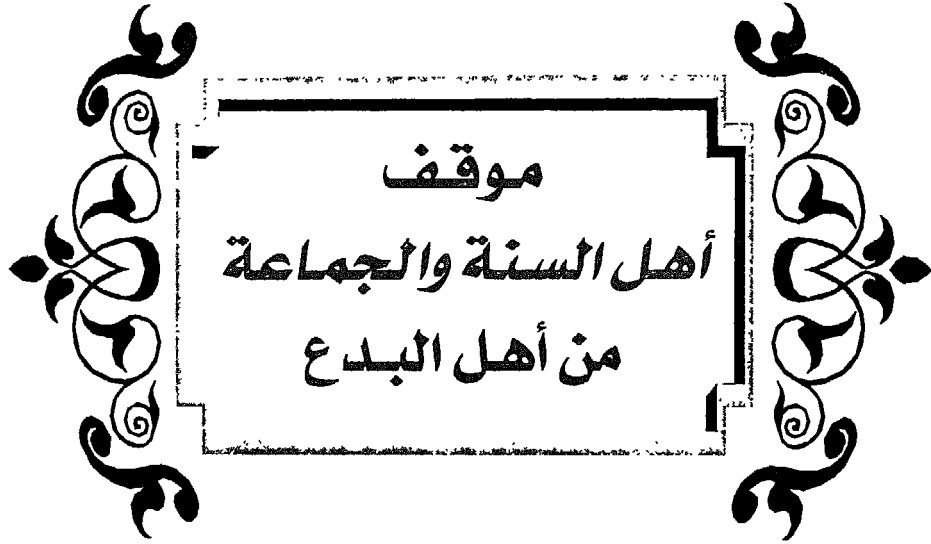 موقف
أهل السنة والجماعة
من أهل البدع